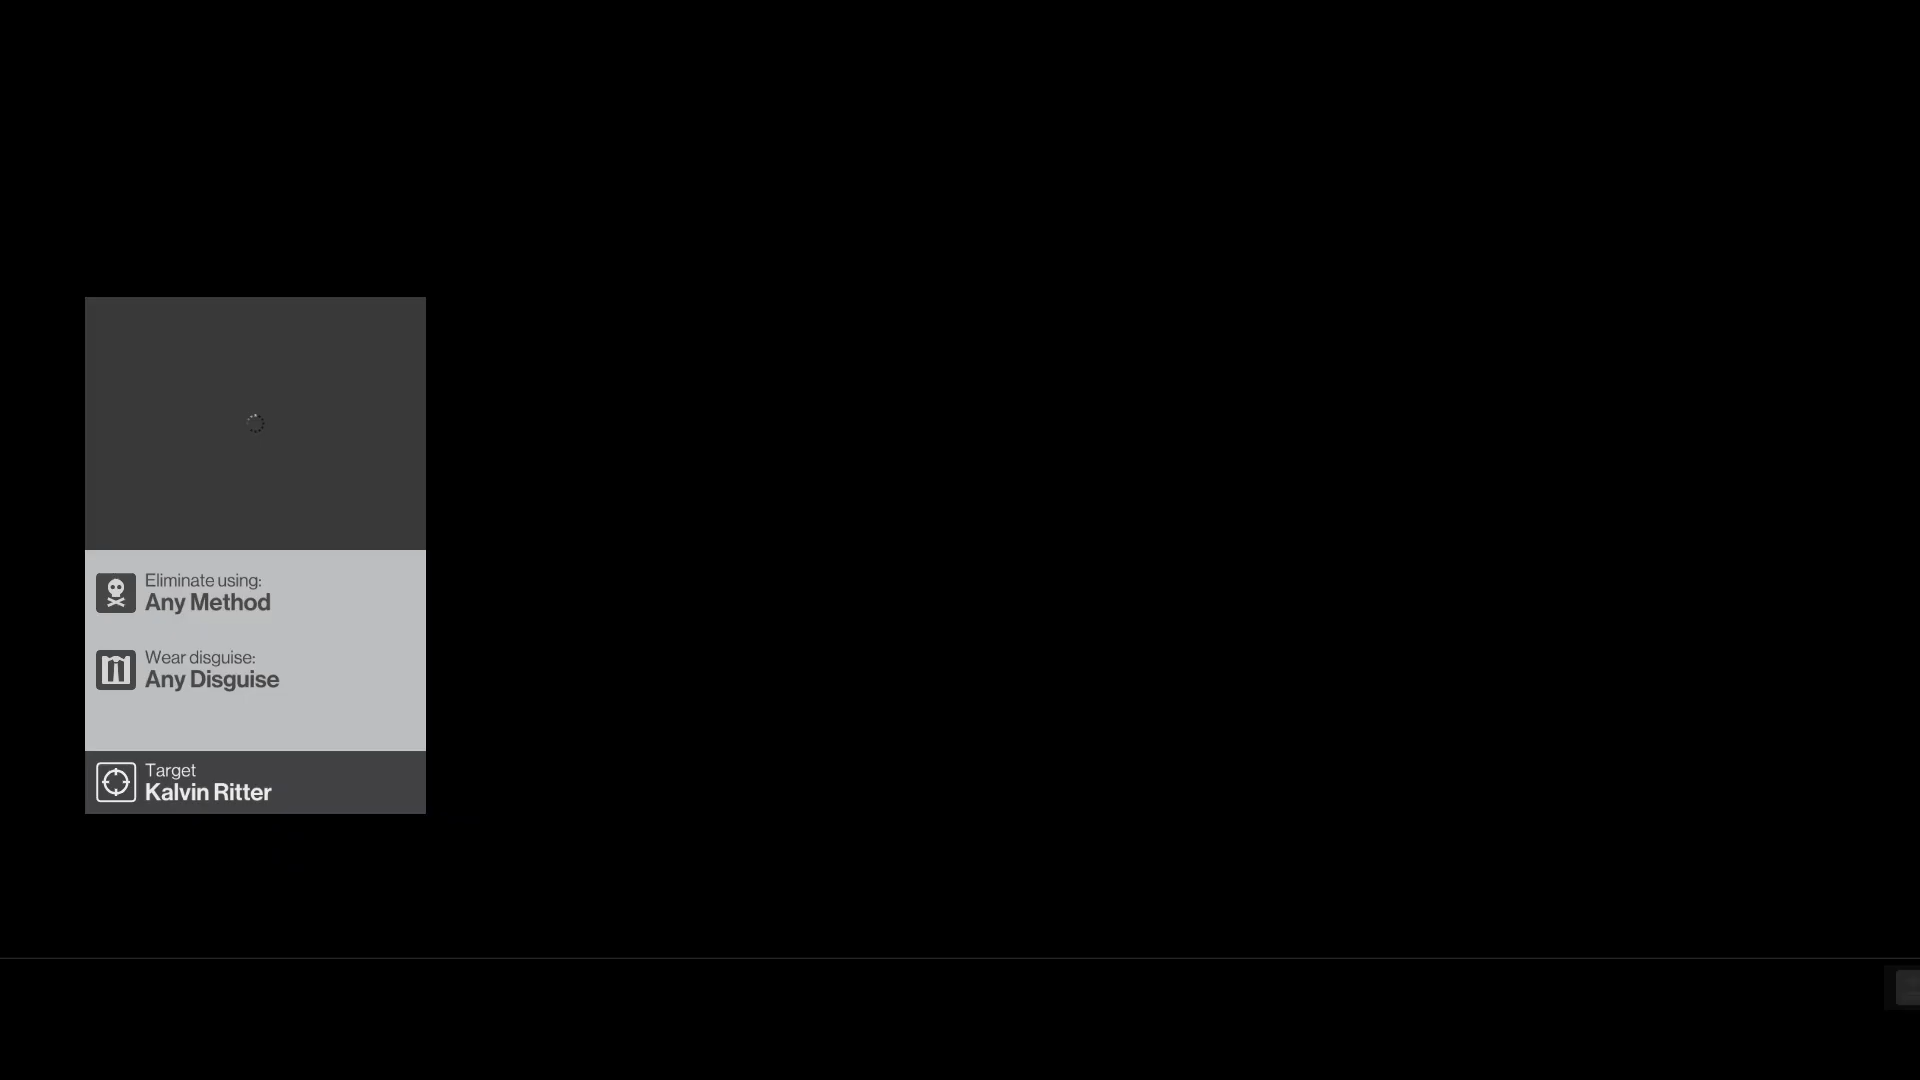 Eliminate using:
Any Method
Wear disguise:
Any Disguise
Target
Kalvin Ritter